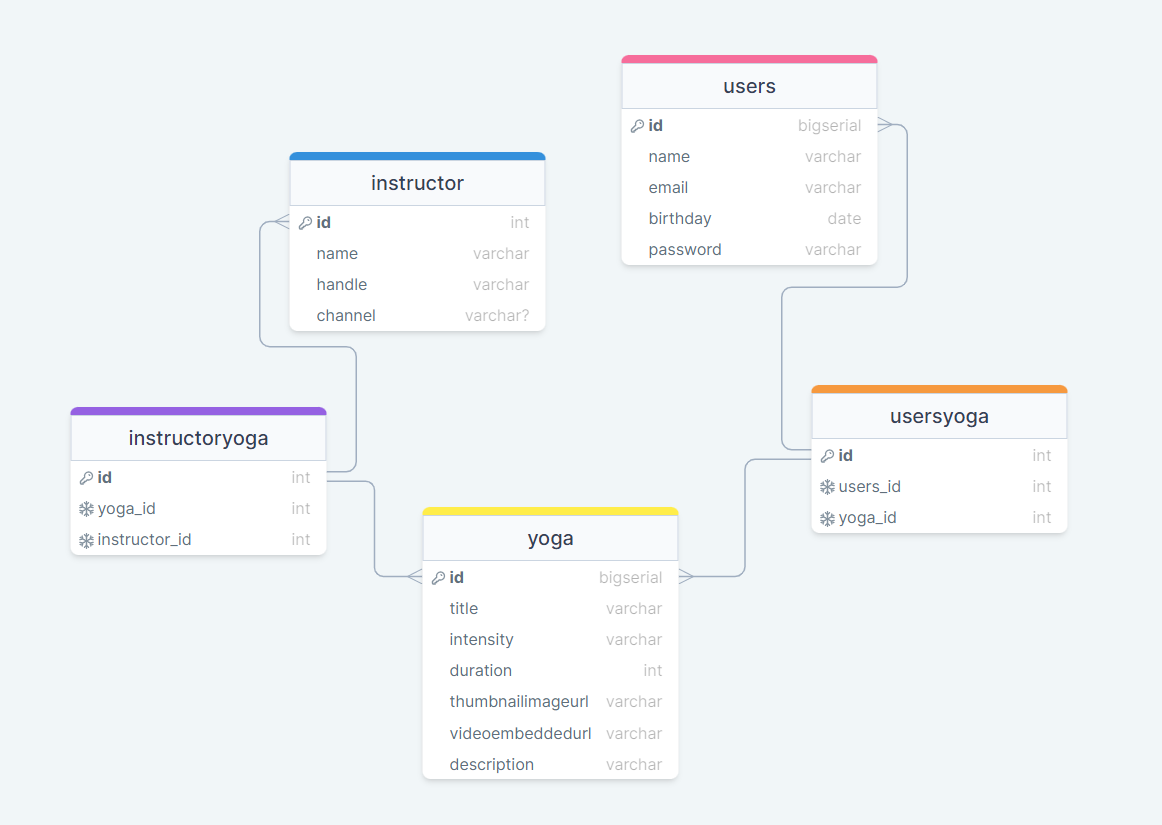 users
id bigserial
name varchar
email varchar
birthday date
password varchar
instructor
id int
name varchar
handle varchar
channel varchar?
instructoryoga
id int
yoga_id int
instructor_id int
usersyoga
id int
users_id int
yoga_id int
yoga
id bigserial
title varchar
intensity varchar
duration int
thumbnailimageurl varchar
videoembeddedurl varchar
description varchar